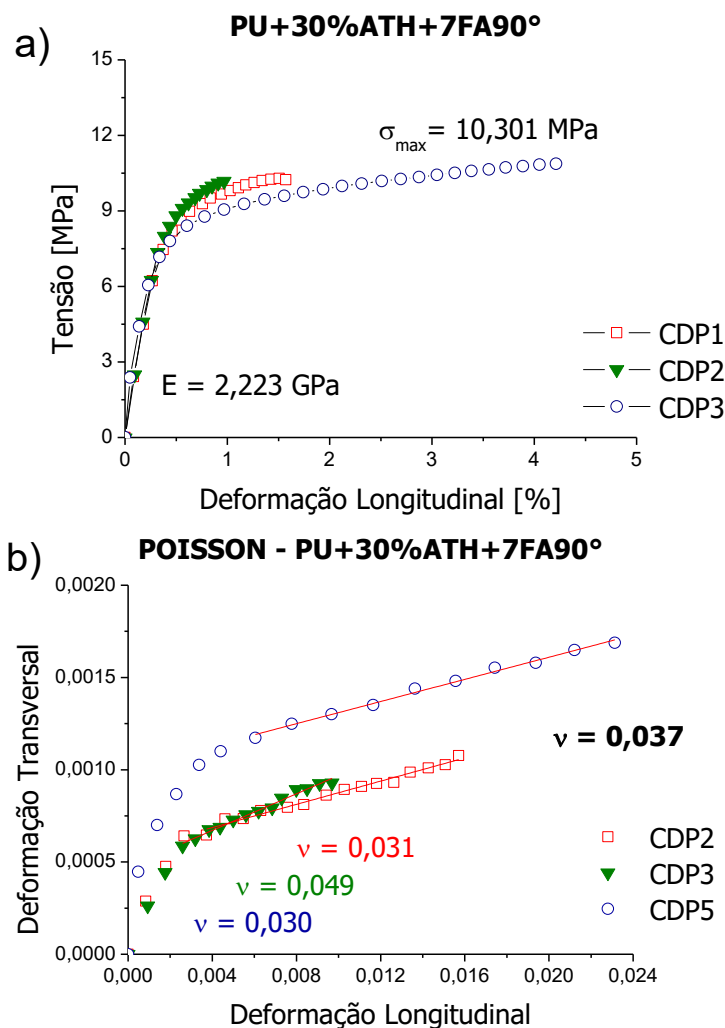 PU+30%ATH+7FA90°
a)
15
12
9
6
3
0
Tensão [MPa]
σmax= 10,301 MPa
E = 2,223 GPa
CDP1
CDP2
CDP3
0 1 2 3 4 5
Deformação Longitudinal [%]
b)
POISSON - PU+30%ATH+7FA90°
0,0020
0,0015
0,0010
0,0005
0,0000
Deformação Transversal
ν = 0,037
ν = 0,031
ν = 0,049
ν = 0,030
CDP2
CDP3
CDP5
0,000 0,004 0,008 0,012 0,016 0,020 0,024
Deformação Longitudinal